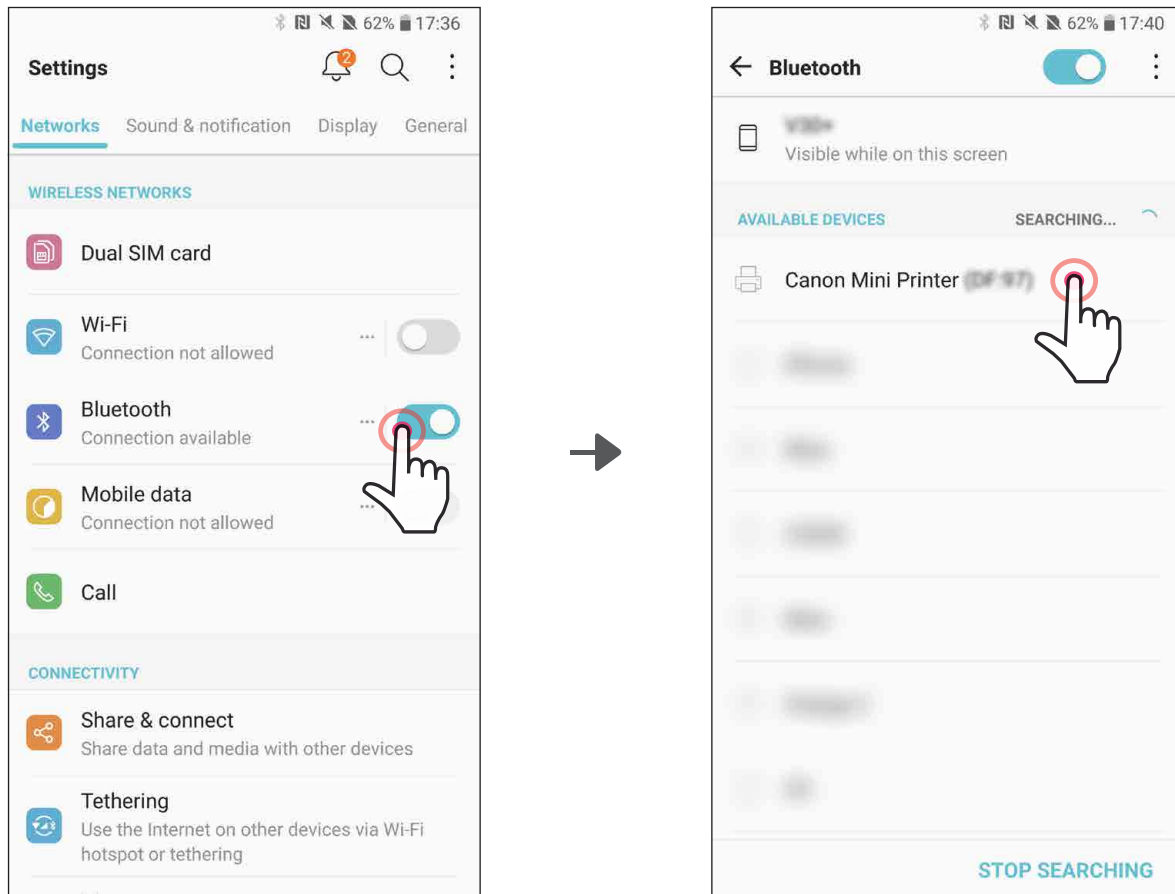 62% 17:36
Settings
2
Networks Sound & notification Display General
WIRELESS NETWORKS
Dual SIM card
Wi-Fi
Connection not allowed
Bluetooth
Connection available
Mobile data
Connection not allowed
Call
CONNECTIVITY
Share & connect
Share data and media with other devices
Tethering
Use the Internet on other devices via Wi-Fi
hotspot or tethering
62% 17:40
Bluetooth
Visible while on this screen
AVAILABLE DEVICES SEARCHING...
Canon Mini Printer
STOP SEARCHING